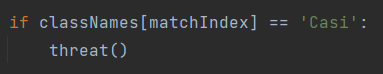 if classNames[matchIndex] == 'Casi':
    threat()